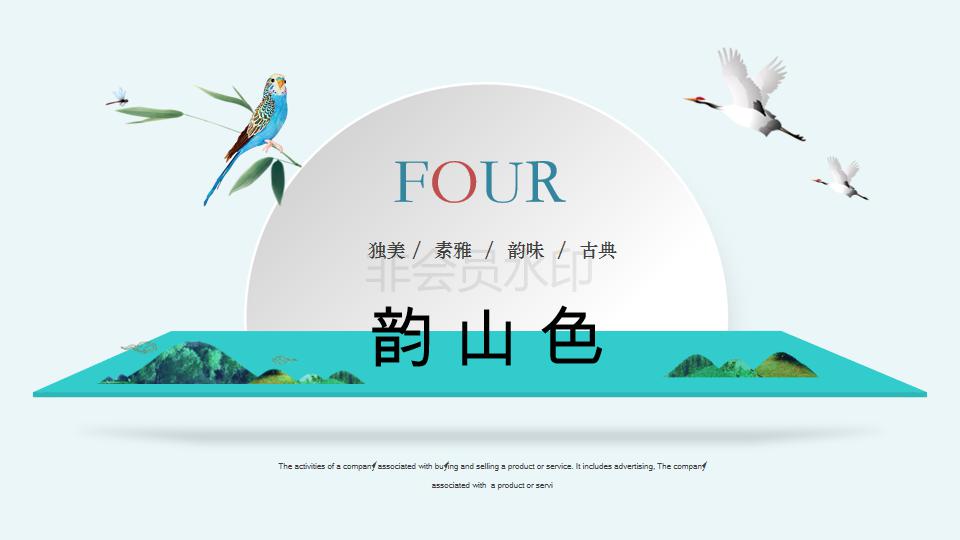 FOUR
独美 / 素雅 / 韵味 / 古典
非会员水印
韵山色
The activities of a company associated with buying and selling a product or service. It includes advertising, The company
associated with a product or servi